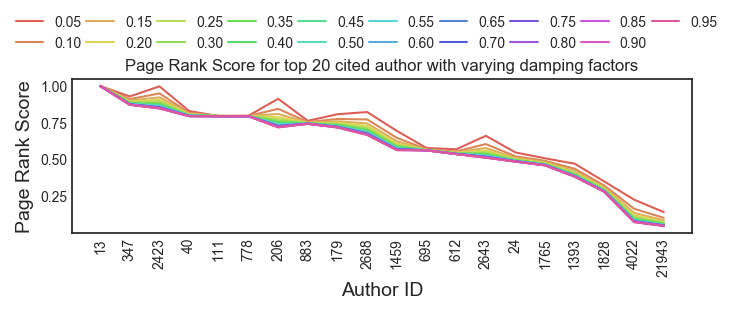 0.05 0.15 0.25 0.35 0.45 0.55 0.65 0.75 0.85 0.95
0.10 0.20 0.30 0.40 0.50 0.60 0.70 0.80 0.90
Page Rank Score for top 20 cited author with varying damping factors
Page Rank Score
1.00
0.75
0.50
0.25
13 347 2423 40 111 778 206 883 179 2688 1459 695 612 2643 24 1765 1393 1828 4022 21943
Author ID